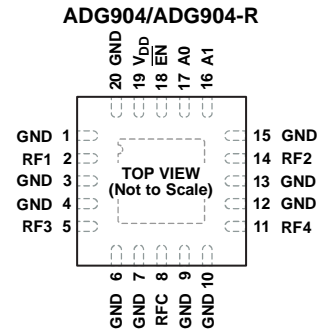 ADG904/ADG904-R
20 GND
19 VDD
18 EN
17 A0
16 A1
GND 1
RF1 2
GND 3
GND 4
RF3 5
TOP VIEW
(Not to Scale)
15 GND
14 RF2
13 GND
12 GND
11 RF4
GND 6
GND 7
RFC 8
GND 9
GND 10